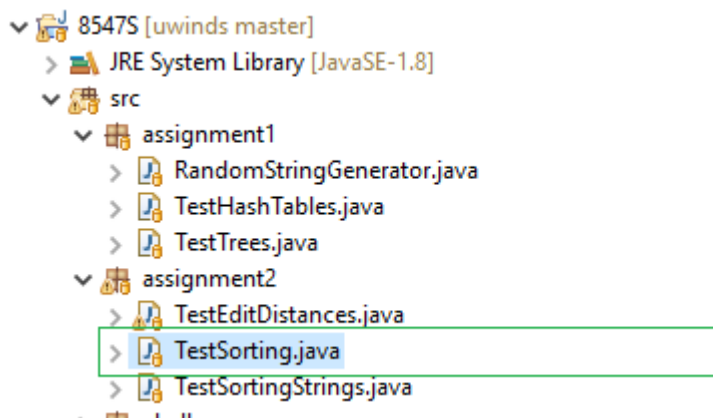 8547S [uwinds master]
JRE System Library [JavaSE-1.8]
src
assignment1
RandomStringGenerator.java
TestHashTables.java
TestTrees.java
assignment2
TestEditDistances.java
TestSorting.java
TestSortingStrings.java